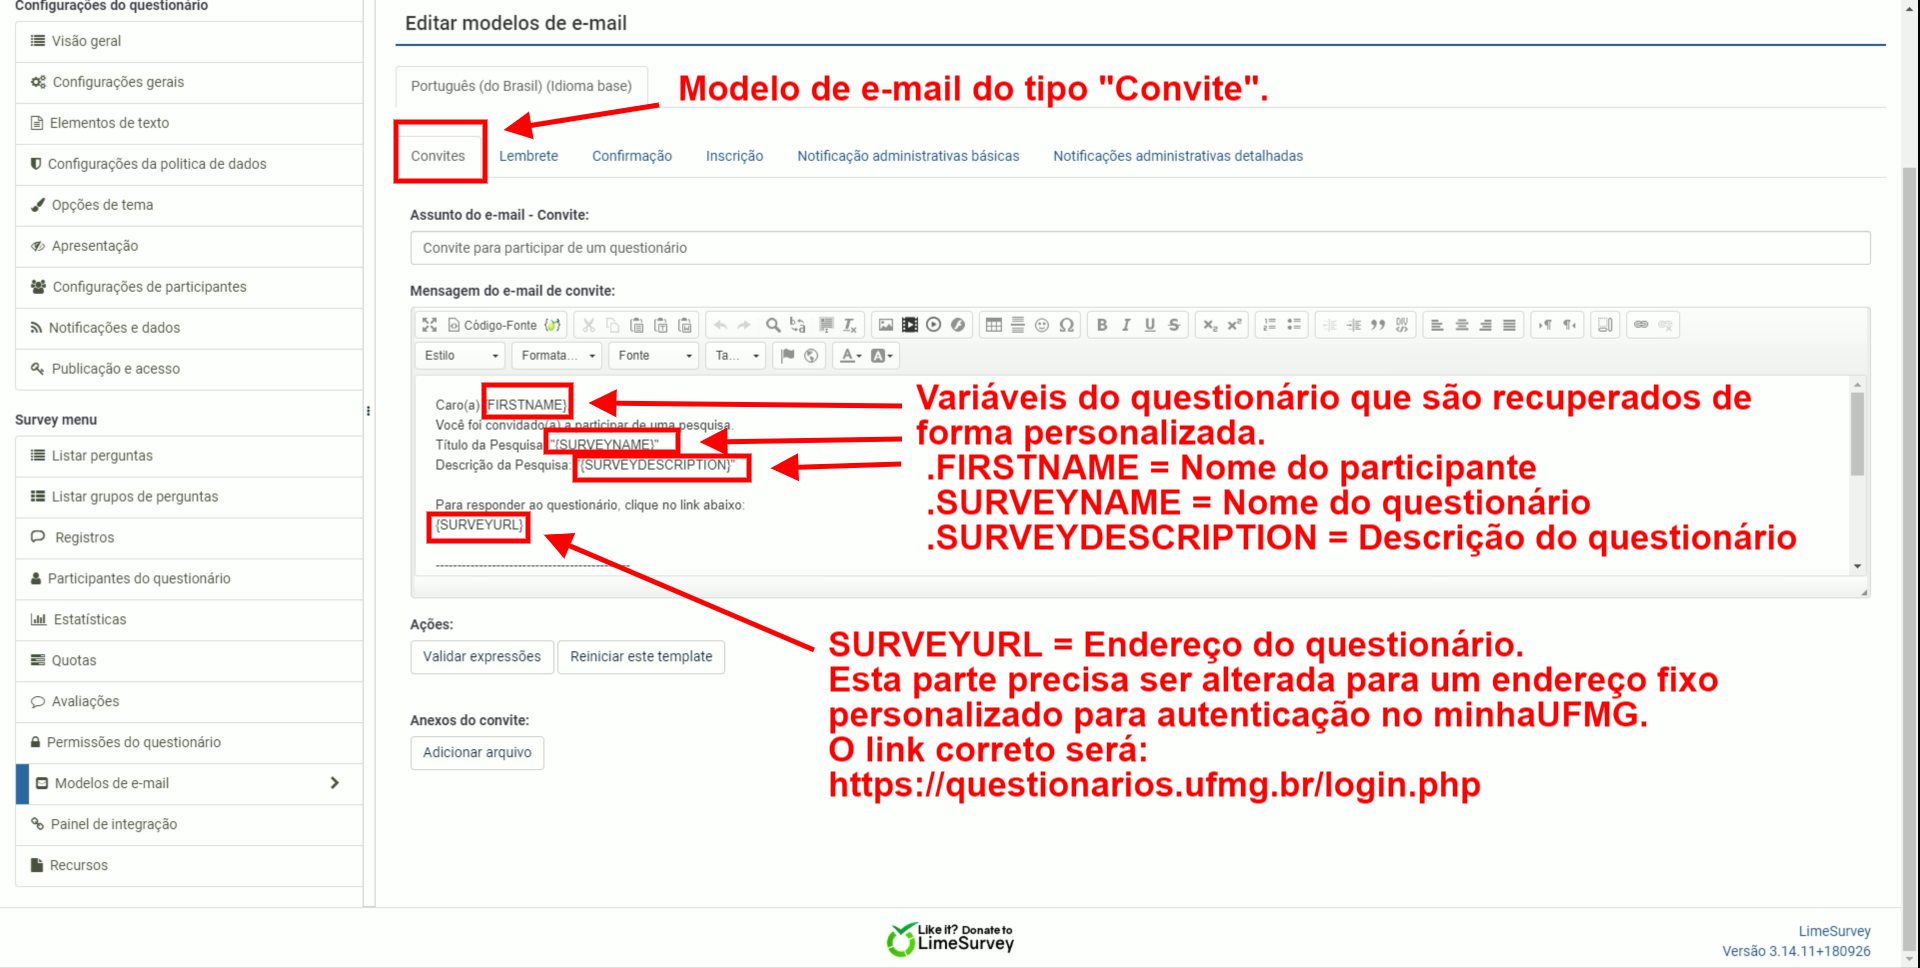 Configurações do questionário
Visão geral
Configurações gerais
Elementos de texto
Configurações da politica de dados
Opções de tema
Apresentação
Configurações de participantes
Notificações e dados
Publicação e acesso
Survey menu
Listar perguntas
Listar grupos de perguntas
Registros
Participantes do questionário
Estatísticas
Quotas
Avaliações
Permissões do questionário
Modelos de e-mail
Painel de integração
Recursos
Editar modelos de e-mail
Português (do Brasil) (Idioma base)
Modelo de e-mail do tipo "Convite".
Convites Lembrete Confirmação Inscrição Notificação administrativas básicas Notificações administrativas detalhadas
Assunto do e-mail - Convite:
Convite para participar de um questionário
Mensagem do e-mail de convite:
Código-Fonte
Estilo Formata... Fonte Ta...
Caro(a) {FIRSTNAME},
Você foi convidado(a) a participar de uma pesquisa.
Título da Pesquisa: "{SURVEYNAME}"
Descrição da Pesquisa: "{SURVEYDESCRIPTION}"
Para responder ao questionário, clique no link abaixo:
{SURVEYURL}
Variáveis do questionário que são recuperados de
forma personalizada.
.FIRSTNAME = Nome do participante
.SURVEYNAME = Nome do questionário
.SURVEYDESCRIPTION = Descrição do questionário
Ações:
Validar expressões Reiniciar este template
Anexos do convite:
Adicionar arquivo
SURVEYURL = Endereço do questionário.
Esta parte precisa ser alterada para um endereço fixo
personalizado para autenticação no minhaUFMG.
O link correto será:
https://questionarios.ufmg.br/login.php
Like it? Donate to
LimeSurvey
LimeSurvey
Versão 3.14.11+180926